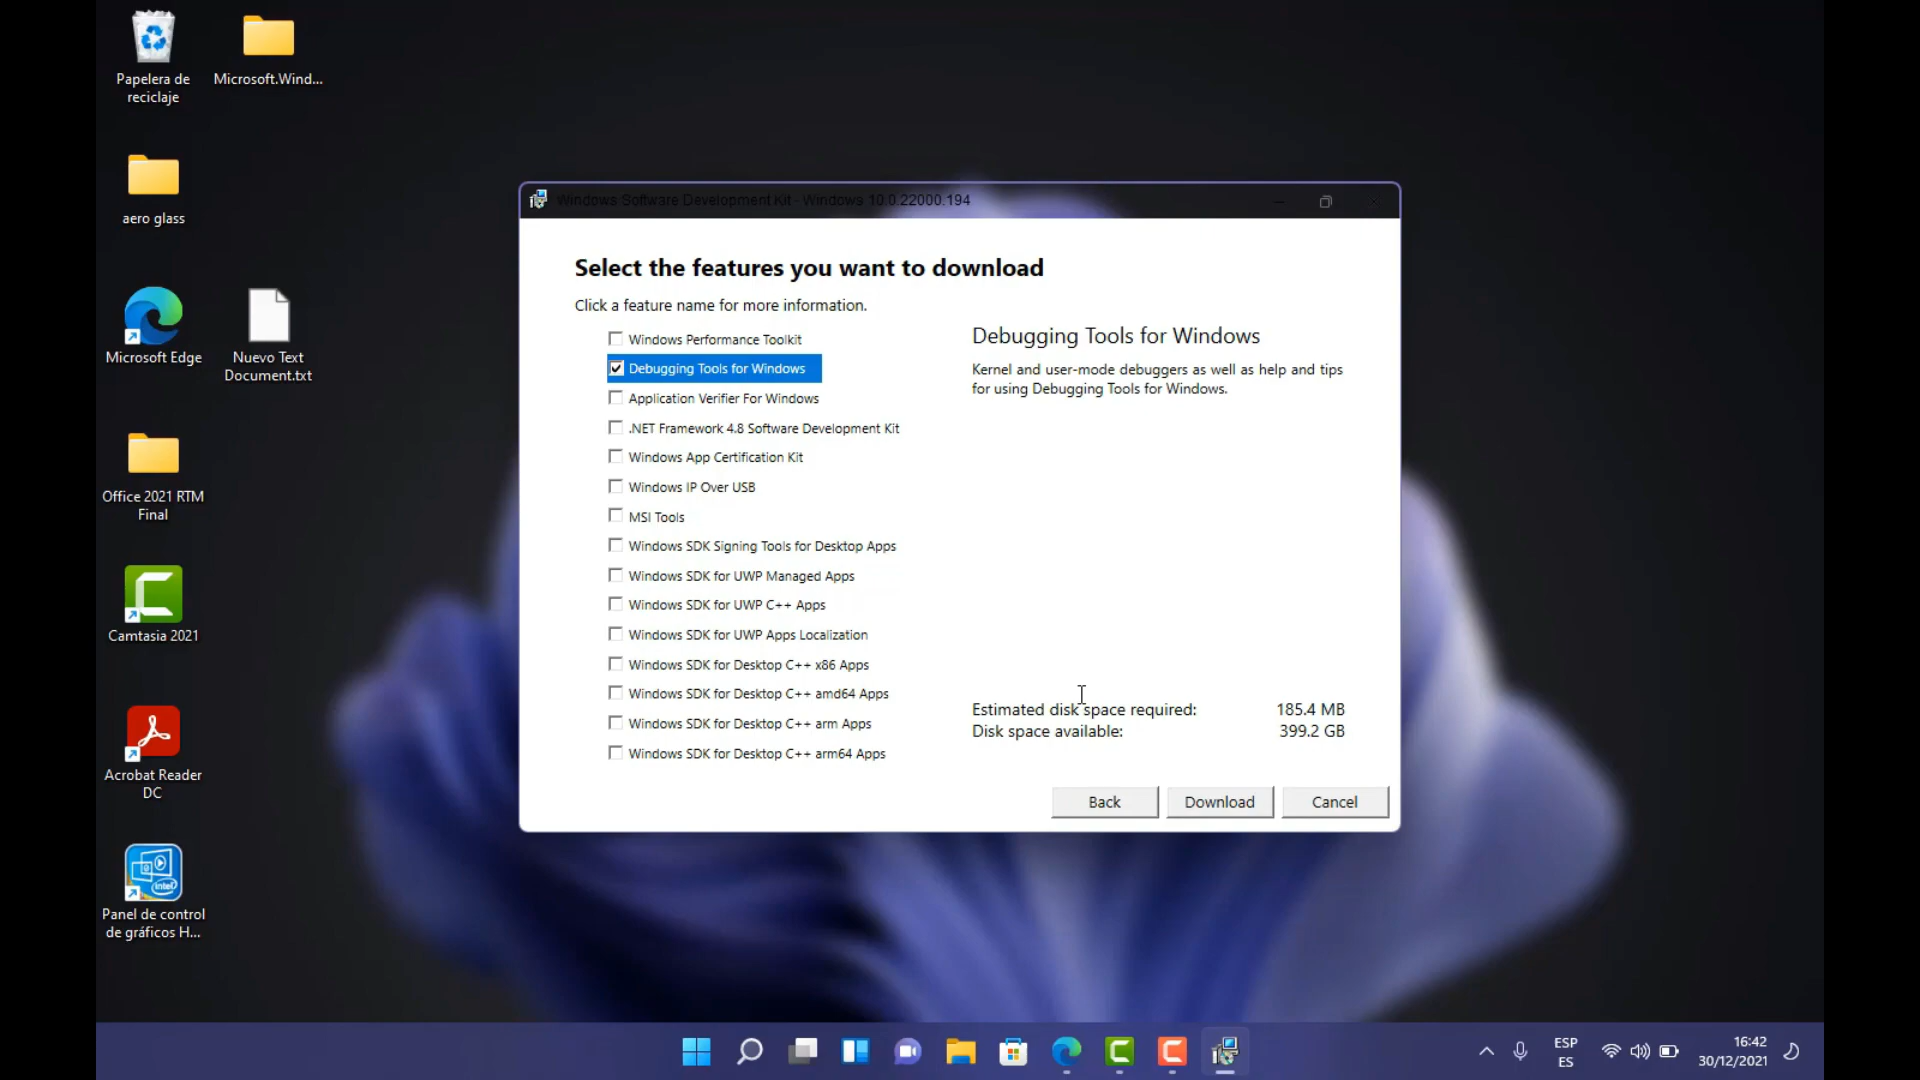 Papelera de
reciclaje
Microsoft.Wind...
aero glass
Microsoft Edge
Nuevo Text
Document.txt
Office 2021 RTM
Final
Camtasia 2021
Acrobat Reader
DC
intel
Panel de control
de gráficos H...
Windows Software Development Kit - Windows 10.0.22000.194
Select the features you want to download
Click a feature name for more information.
Windows Performance Toolkit
Debugging Tools for Windows
Application Verifier For Windows
.NET Framework 4.8 Software Development Kit
Windows App Certification Kit
Windows IP Over USB
MSI Tools
Windows SDK Signing Tools for Desktop Apps
Windows SDK for UWP Managed Apps
Windows SDK for UWP C++ Apps
Windows SDK for UWP Apps Localization
Windows SDK for Desktop C++ x86 Apps
Windows SDK for Desktop C++ amd64 Apps
Windows SDK for Desktop C++ arm Apps
Windows SDK for Desktop C++ arm64 Apps
Debugging Tools for Windows
Kernel and user-mode debuggers as well as help and tips
for using Debugging Tools for Windows.
Estimated disk space required: 185.4 MB
Disk space available: 399.2 GB
Back
Download
Cancel
ESP
ES
16:42
30/12/2021